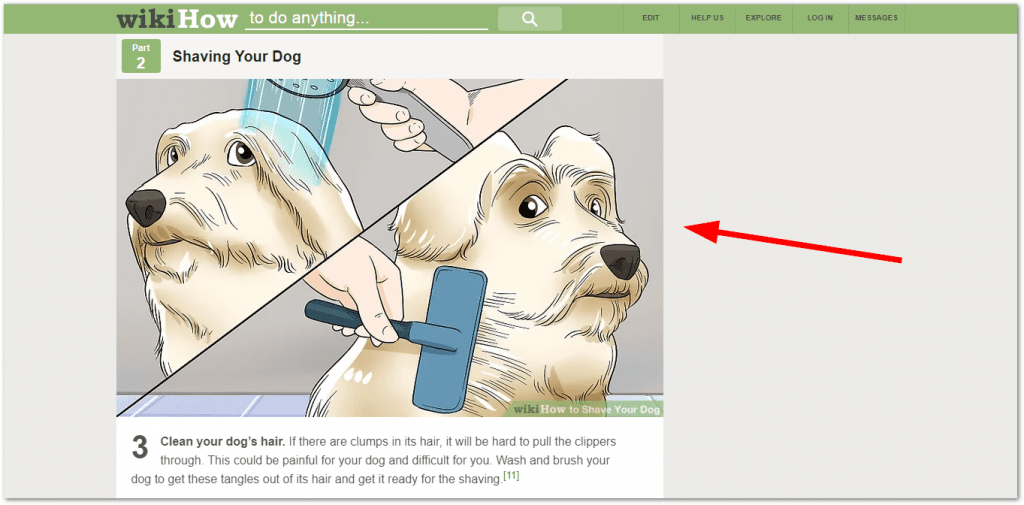 wikiHow to do anything...
EDIT HELP US EXPLORE LOG IN MESSAGES
Part
2
Shaving Your Dog
wikiHow to Shave Your Dog
3
Clean your dog's hair. If there are clumps in its hair, it will be hard to pull the clippers
through. This could be painful for your dog and difficult for you. Wash and brush your
dog to get these tangles out of its hair and get it ready for the shaving.[11]